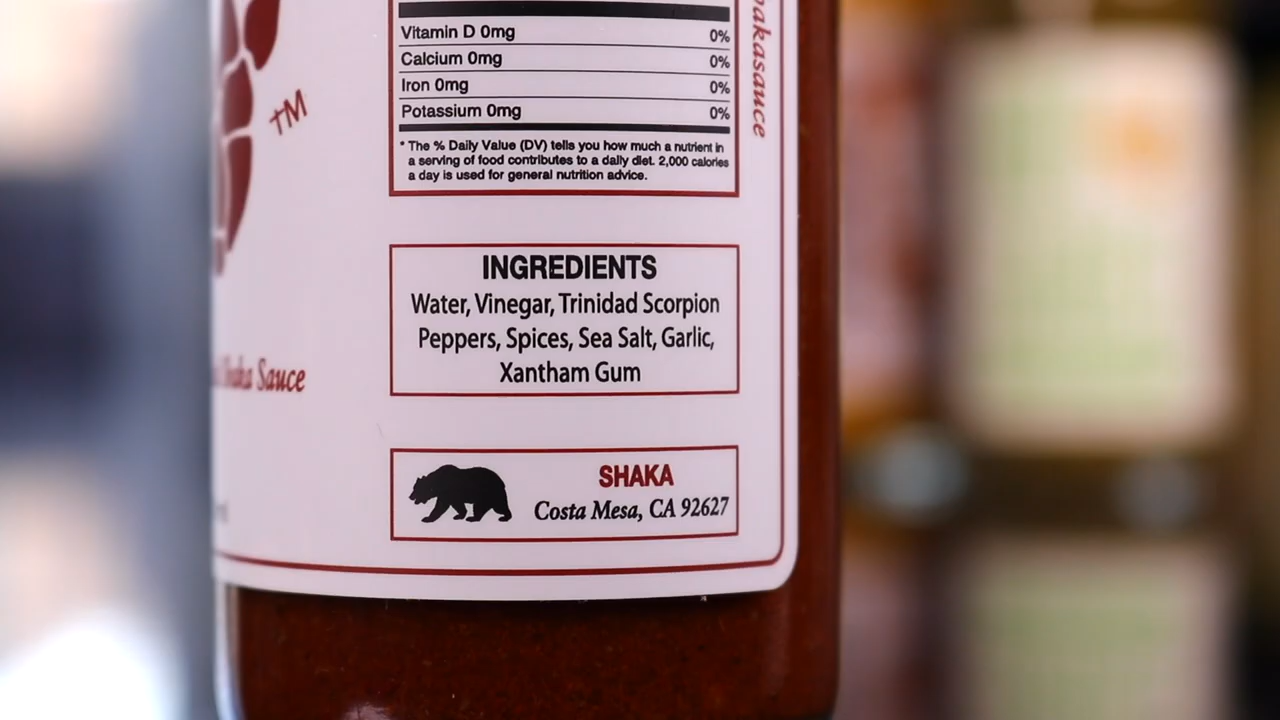 Vitamin D 0mg 0%
Calcium 0mg 0%
Iron 0mg 0%
Potassium 0mg 0%
* The % Daily Value (DV) tells you how much a nutrient in
a serving of food contributes to a daily diet. 2,000 calories
a day is used for general nutrition advice.
TM
akasauce
Shaka Sauce
INGREDIENTS
Water, Vinegar, Trinidad Scorpion
Peppers, Spices, Sea Salt, Garlic,
Xantham Gum
SHAKA
Costa Mesa, CA 92627